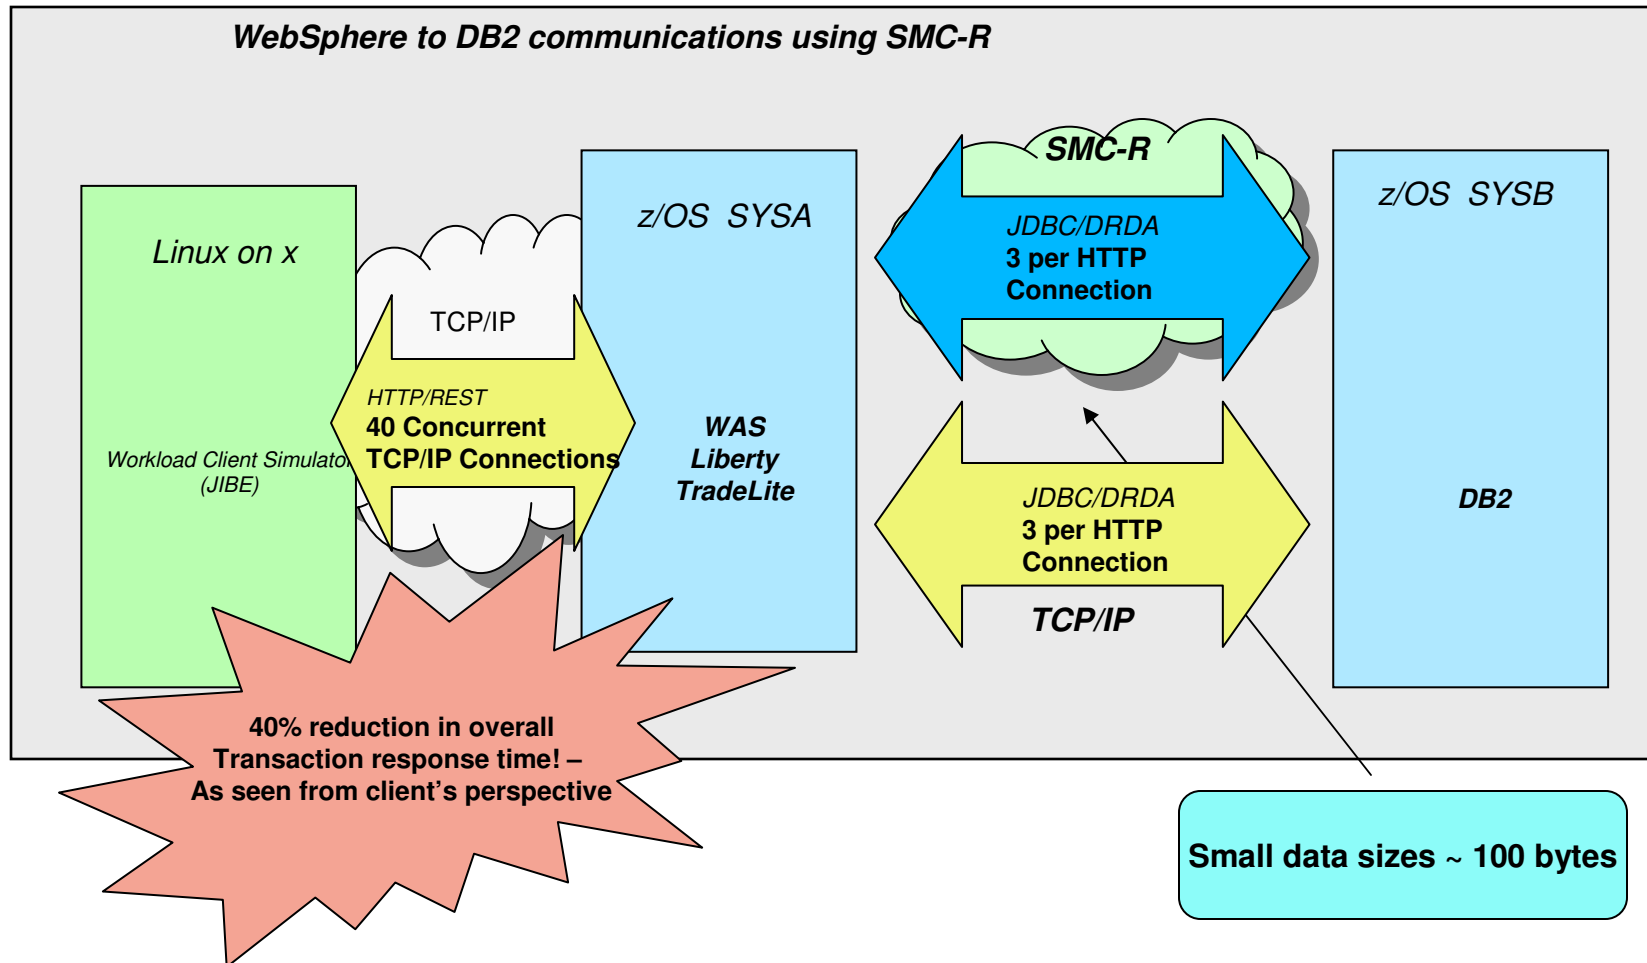 WebSphere to DB2 communications using SMC-R
Linux on x
Workload Client Simulator
(JIBE)
TCP/IP
HTTP/REST
40 Concurrent
TCP/IP Connections
z/OS SYSA
WAS
Liberty
TradeLite
SMC-R
JDBC/DRDA
3 per HTTP
Connection
JDBC/DRDA
3 per HTTP
Connection
TCP/IP
z/OS SYSB
DB2
40% reduction in overall
Transaction response time! –
As seen from client’s perspective
Small data sizes ~ 100 bytes